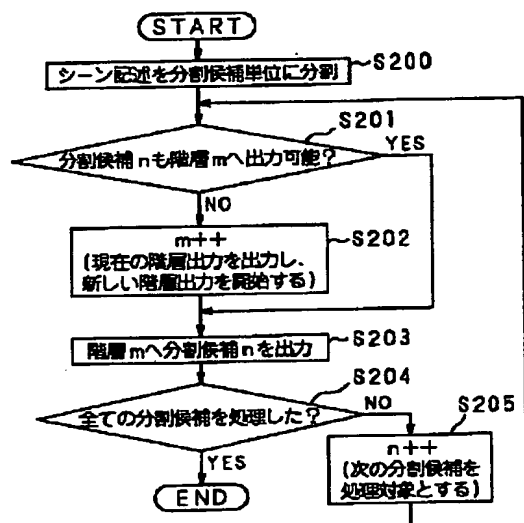 START
シーン記述を分割候補単位に分割
S200
S201
分割候補nも階層mへ出力可能?
YES
NO
m++
(現在の階層出力を出力し、
新しい階層出力を開始する)
S202
階層mへ分割候補nを出力
S203
S204
全ての分割候補を処理した?
NO
S205
YES
n++
(次の分割候補を
処理対象とする)
END